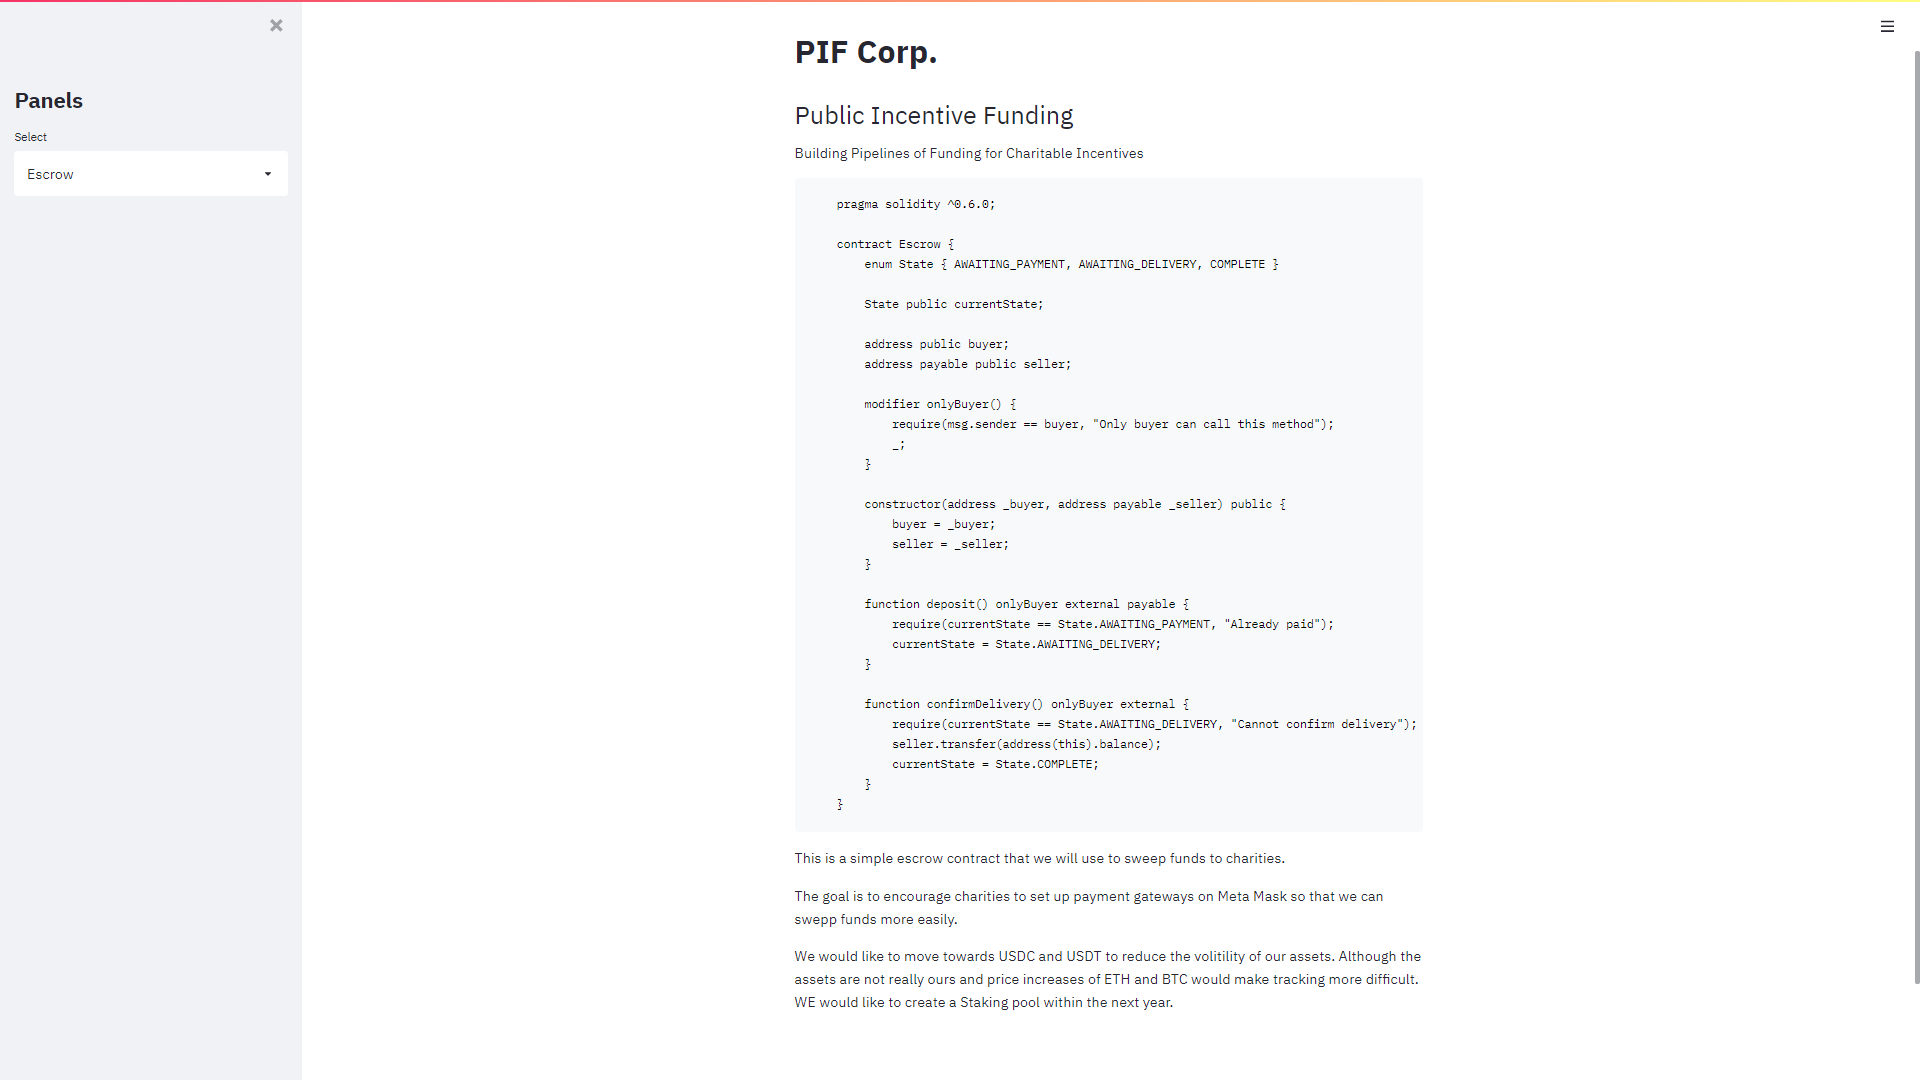 Panels
Select
Escrow
PIF Corp.
Public Incentive Funding
Building Pipelines of Funding for Charitable Incentives
pragma solidity ^0.6.0;
contract Escrow {
enum State { AWAITING_PAYMENT, AWAITING_DELIVERY, COMPLETE }
State public currentState;
address public buyer;
address payable public seller;
modifier onlyBuyer() {
require(msg.sender == buyer, "Only buyer can call this method");
_;
}
constructor(address _buyer, address payable _seller) public {
buyer = _buyer;
seller = _seller;
}
function deposit() onlyBuyer external payable {
require(currentState == State.AWAITING_PAYMENT, "Already paid");
currentState = State.AWAITING_DELIVERY;
}
function confirmDelivery() onlyBuyer external {
require(currentState == State.AWAITING_DELIVERY, "Cannot confirm delivery");
seller.transfer(address(this).balance);
currentState = State.COMPLETE;
}
}
This is a simple escrow contract that we will use to sweep funds to charities.
The goal is to encourage charities to set up payment gateways on Meta Mask so that we can
swepp funds more easily.
We would like to move towards USDC and USDT to reduce the volitility of our assets. Although the
assets are not really ours and price increases of ETH and BTC would make tracking more difficult.
WE would like to create a Staking pool within the next year.